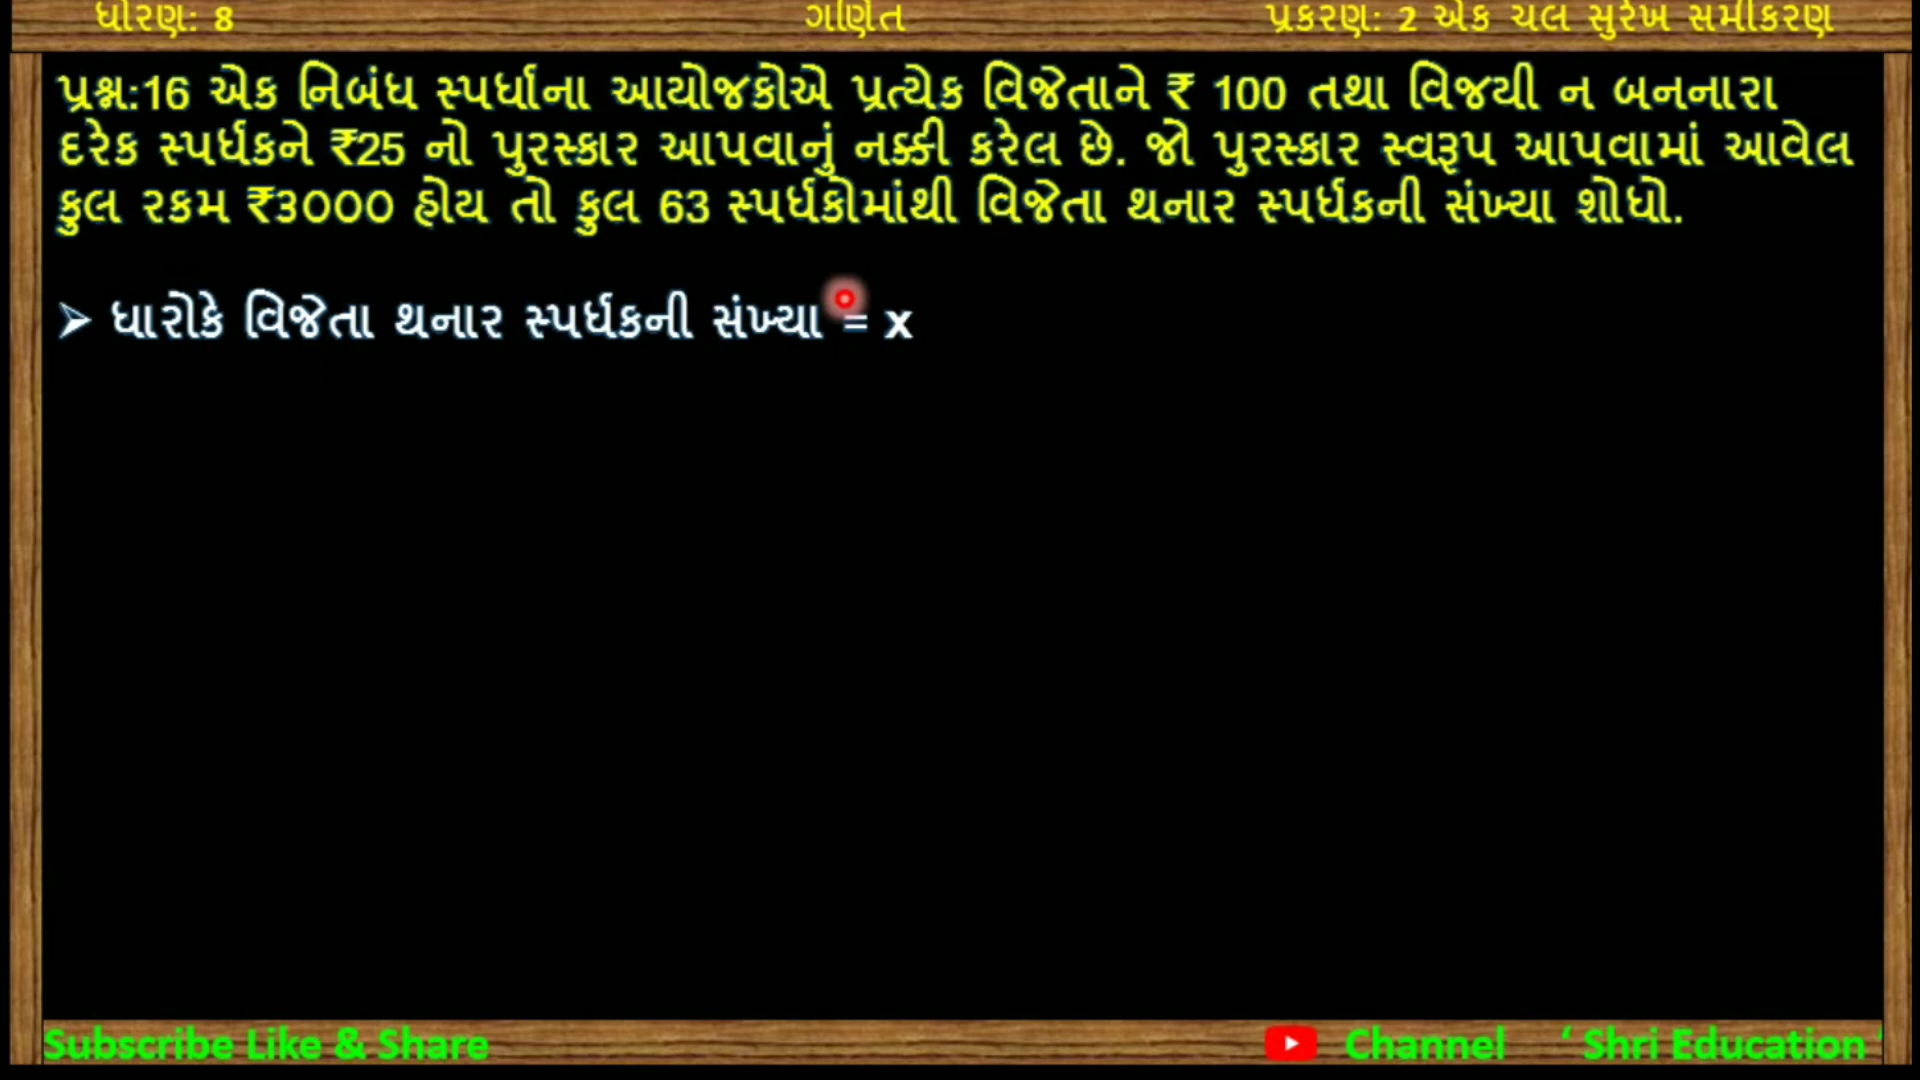 ધોરણ: 8 ગણિત પ્રકરણ: 2 એક ચલ સુરેખ સમીકરણ
પ્રશ્ન:16 એક નિબંધ સ્પર્ધાના આયોજકોએ પ્રત્યેક વિજેતાને ₹ 100 તથા વિજયી ન બનનારા
દરેક સ્પર્ધકને ₹25 નો પુરસ્કાર આપવાનું નક્કી કરેલ છે. જો પુરસ્કાર સ્વરૂપ આપવામાં આવેલ
કુલ રકમ ₹૩૦૦૦ હોય તો કુલ 63 સ્પર્ધકોમાંથી વિજેતા થનાર સ્પર્ધકની સંખ્યા શોધો.
➢ ધારોકે વિજેતા થનાર સ્પર્ધકની સંખ્યા = x
Subscribe Like & Share Channel ‘ Shri Education ’